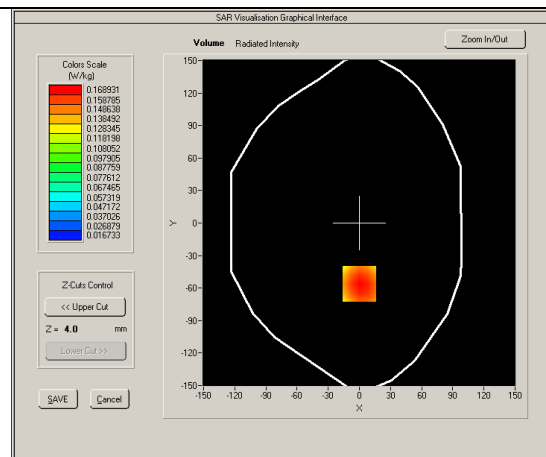 SAR Visualisation Graphical Interface
Volume Radiated Intensity
Zoom In/Out
Colors Scale
(W/kg)
0.168931
0.158785
0.148638
0.138492
0.128345
0.118198
0.108052
0.097905
0.087759
0.077612
0.067465
0.057319
0.047172
0.037026
0.026879
0.016733
Z-Cuts Control
<< Upper Cut
Z = 4.0 mm
Lower Cut >>
SAVE Cancel
150
120
90
60
30
0
-30
-60
-90
-120
-150
Y
-150 -120 -90 -60 -30 0 30 60 90 120 150
X